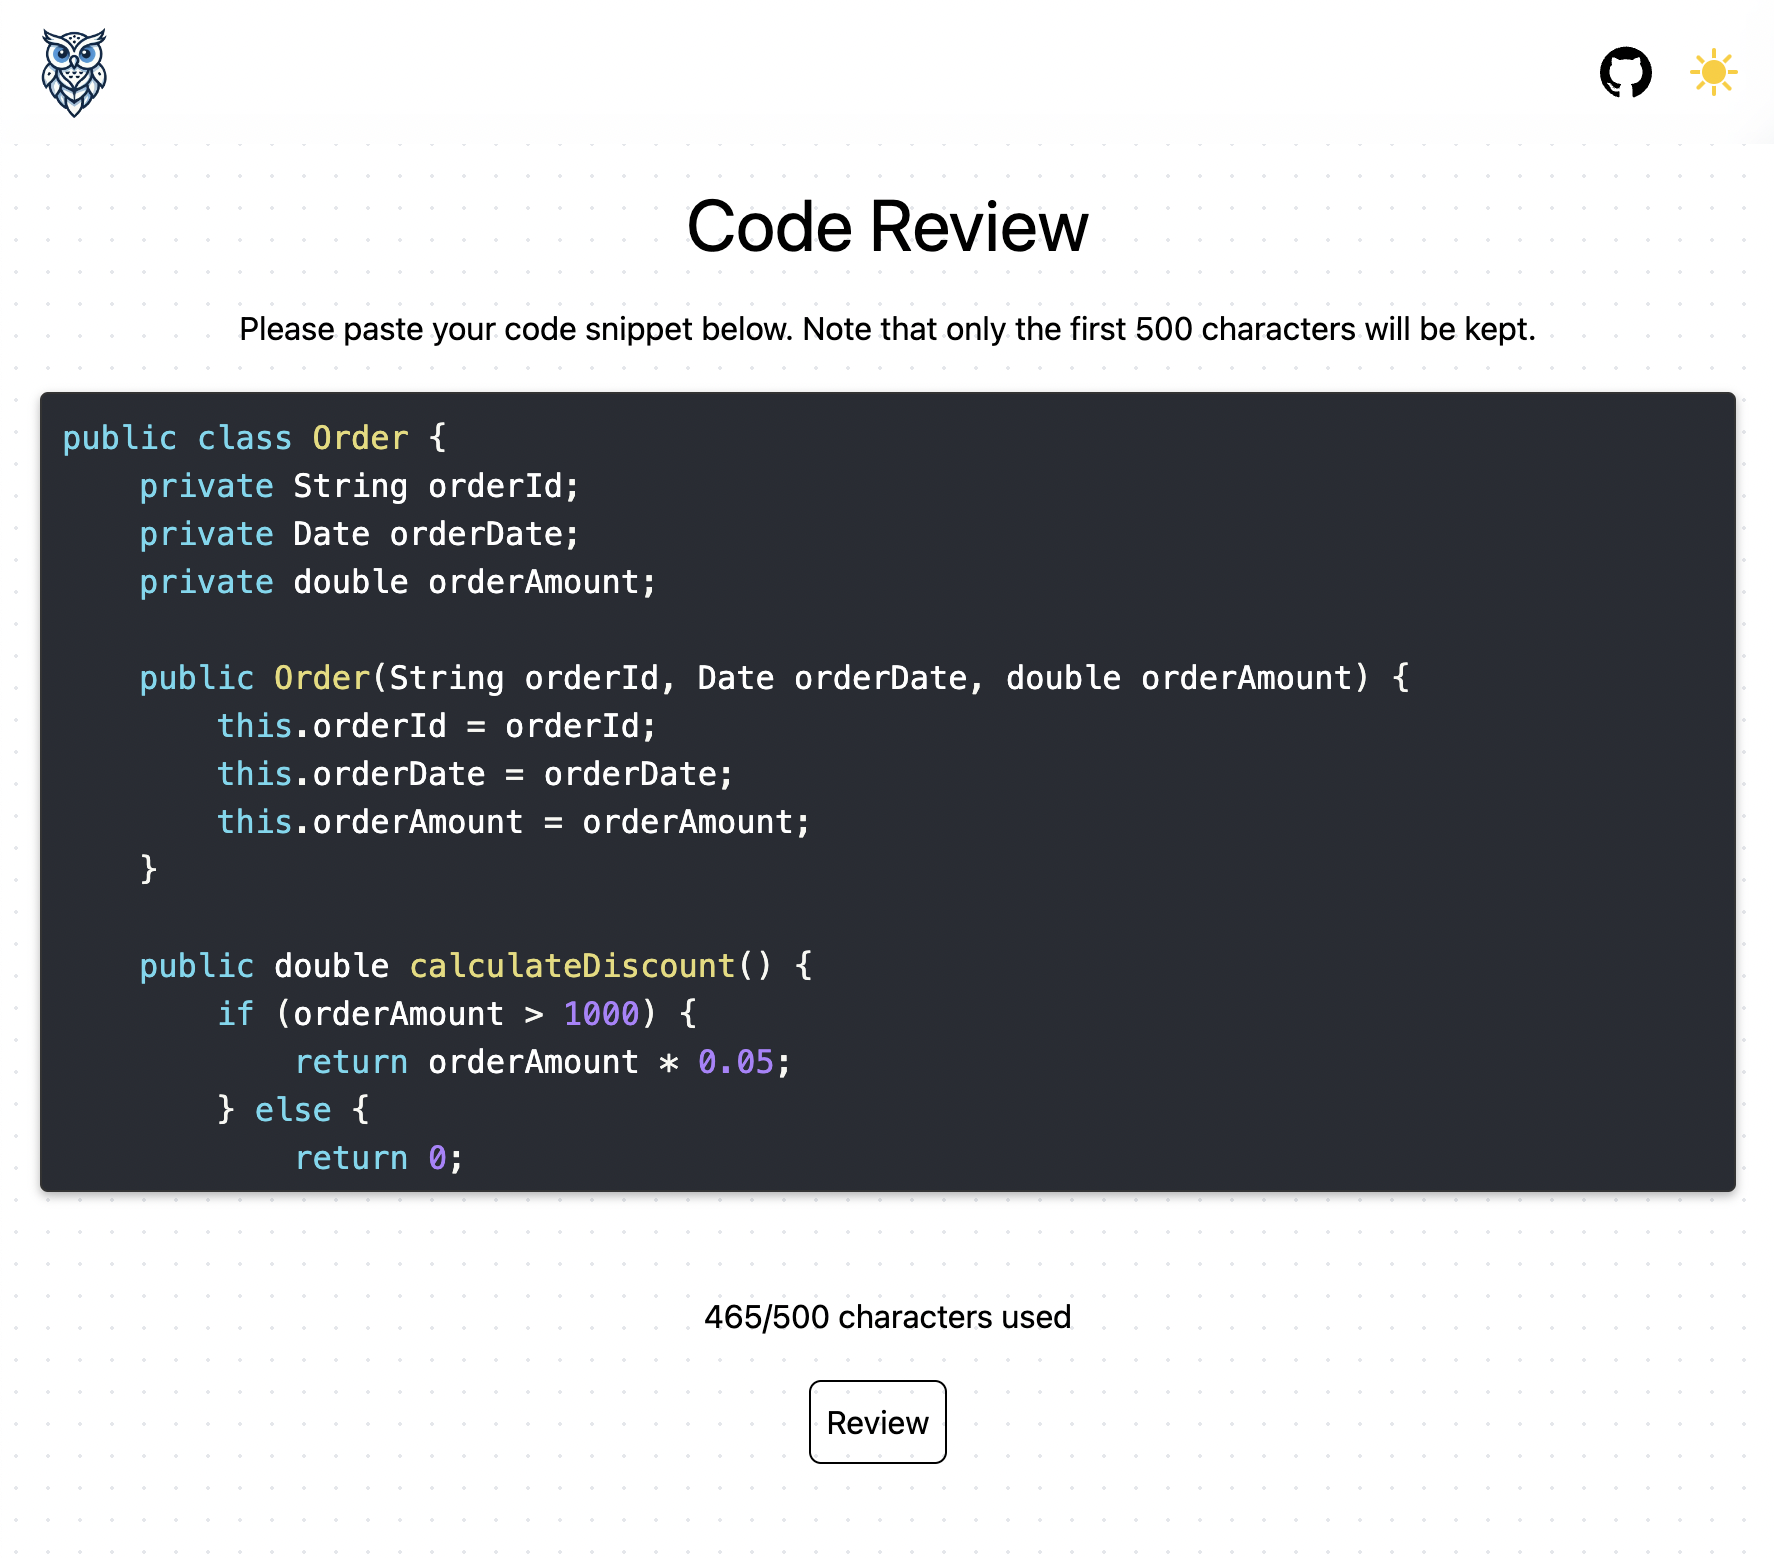 Code Review
Please paste your code snippet below. Note that only the first 500 characters will be kept.
public class Order {
    private String orderId;
    private Date orderDate;
    private double orderAmount;

    public Order(String orderId, Date orderDate, double orderAmount) {
        this.orderId = orderId;
        this.orderDate = orderDate;
        this.orderAmount = orderAmount;
    }

    public double calculateDiscount() {
        if (orderAmount > 1000) {
            return orderAmount * 0.05;
        } else {
            return 0;
465/500 characters used
Review